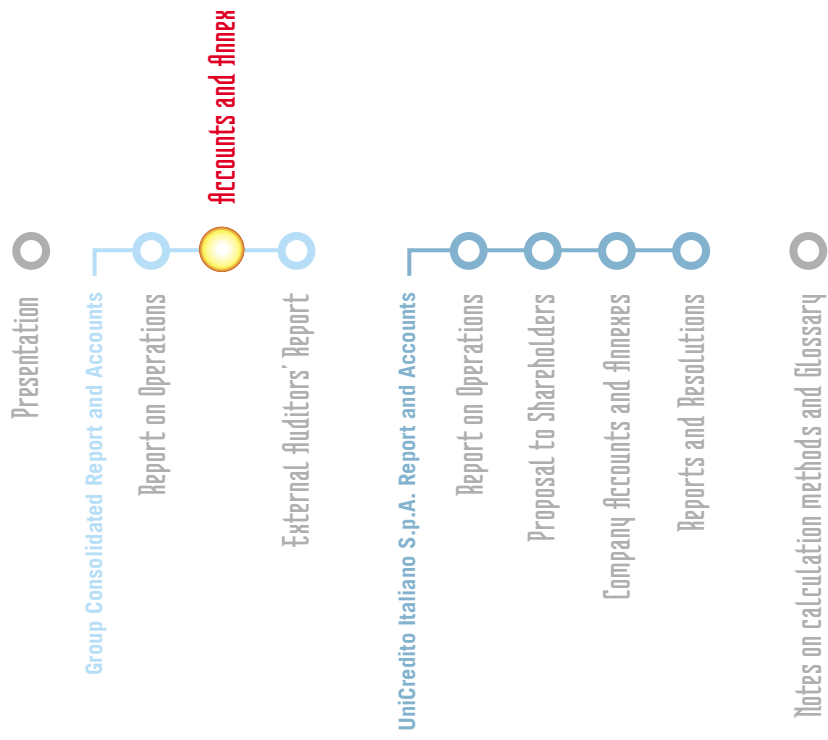 Presentation
Group Consolidated Report and Accounts
Report on Operations
Accounts and Annex
External Auditors' Report
UniCredito Italiano S.p.A. Report and Accounts
Report on Operations
Proposal to Shareholders
Company Accounts and Annexes
Reports and Resolutions
Notes on calculation methods and Glossary